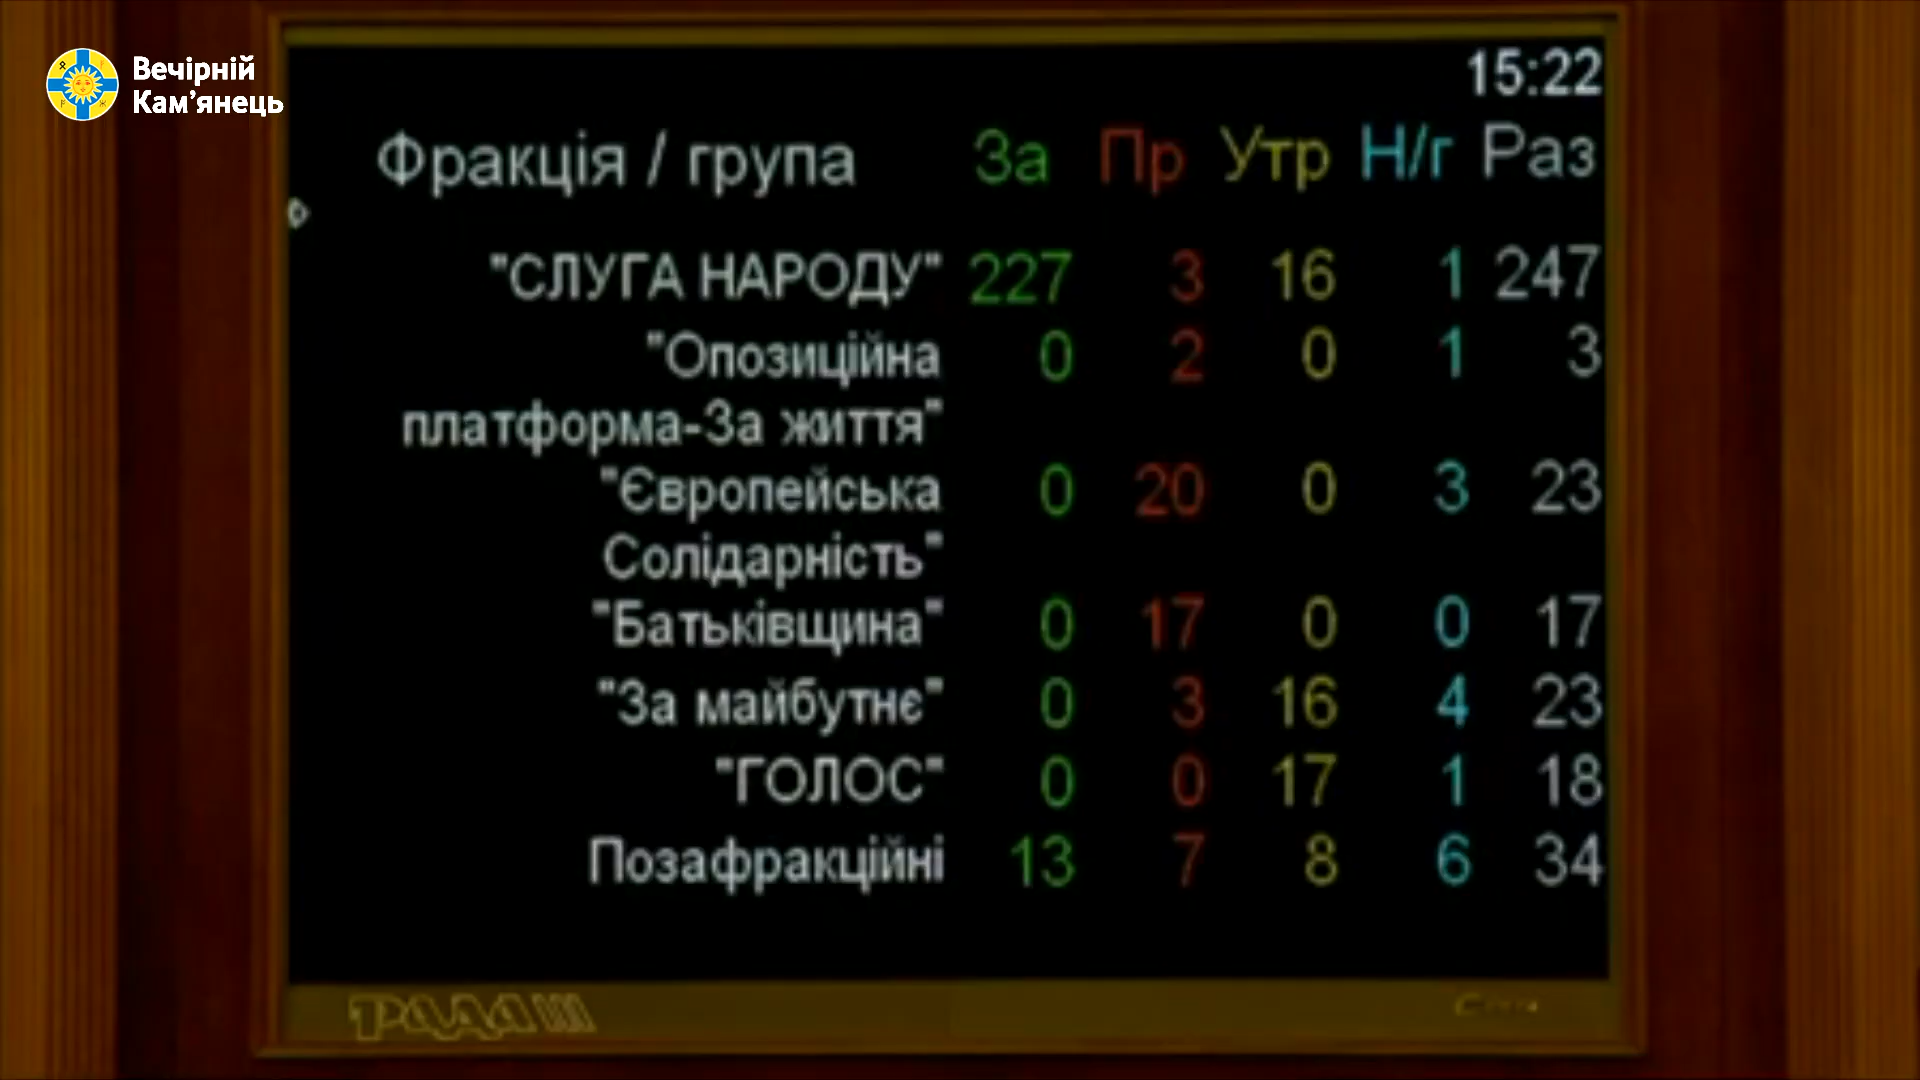 Вечірній
Кам'янець
15:22
Фракція / група За Пр Утр Н/г Раз
"СЛУГА НАРОДУ" 227 3 16 1 247
"Опозиційна 0 2 0 1 3
платформа-За життя"
"Європейська 0 20 0 3 23
Солідарність"
"Батьківщина" 0 17 0 0 17
"За майбутнє" 0 3 16 4 23
"ГОЛОС" 0 0 17 1 18
Позафракційні 13 7 8 6 34
РАДА III